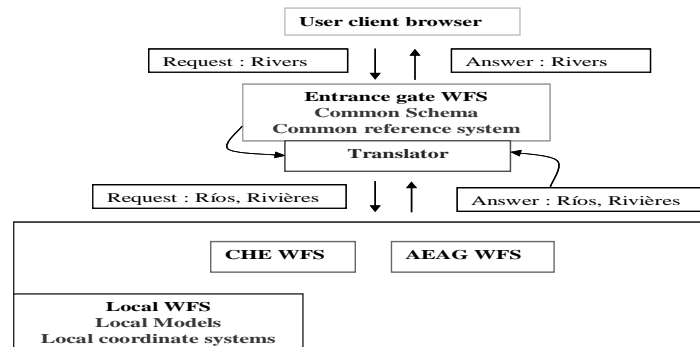 User client browser
Request : Rivers
Answer : Rivers
Entrance gate WFS
Common Schema
Common reference system
Translator
Request : Ríos, Rivières
Answer : Ríos, Rivières
CHE WFS
AEAG WFS
Local WFS
Local Models
Local coordinate systems